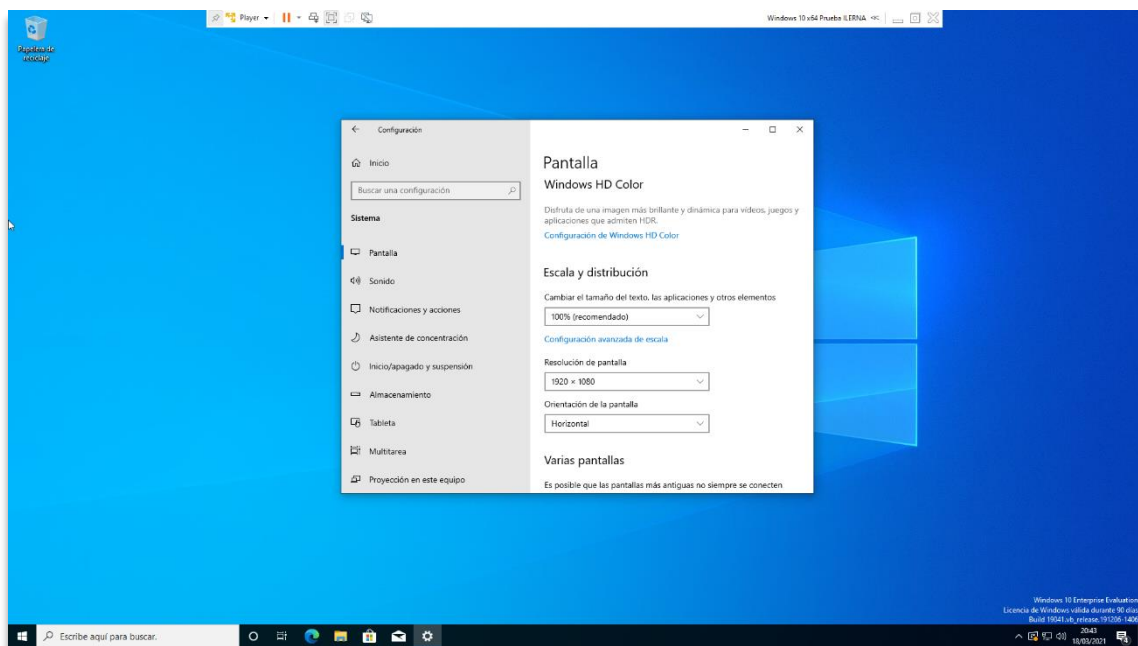 Player
Windows 10 x64 Prueba ILERNA
Papelera de
reciclaje
Configuración
Inicio
Buscar una configuración
Sistema
Pantalla
Sonido
Notificaciones y acciones
Asistente de concentración
Inicio/apagado y suspensión
Almacenamiento
Tableta
Multitarea
Proyección en este equipo
Pantalla
Windows HD Color
Disfruta de una imagen más brillante y dinámica para vídeos, juegos y
aplicaciones que admiten HDR.
Configuración de Windows HD Color
Escala y distribución
Cambiar el tamaño del texto, las aplicaciones y otros elementos
100% (recomendado)
Configuración avanzada de escala
Resolución de pantalla
1920 × 1080
Orientación de la pantalla
Horizontal
Varias pantallas
Es posible que las pantallas más antiguas no siempre se conecten
Windows 10 Enterprise Evaluation
Licencia de Windows válida durante 90 días
Build 19041.vb_release.191206-1406
Escribe aquí para buscar.
20:43
18/03/2021